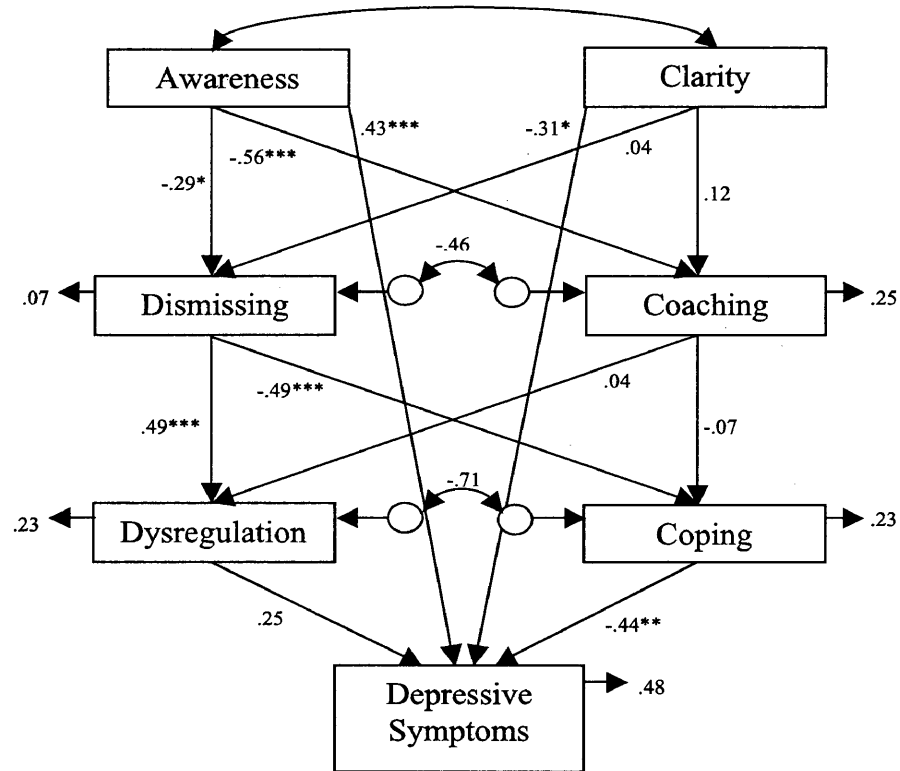 Awareness
Clarity
.43***
-.31*
-.56***
.04
-.29*
.12
-.46
.07
Dismissing
Coaching
.25
-.49***
.04
.49***
-.07
-.71
.23
Dysregulation
Coping
.23
.25
-.44**
Depressive
Symptoms
.48